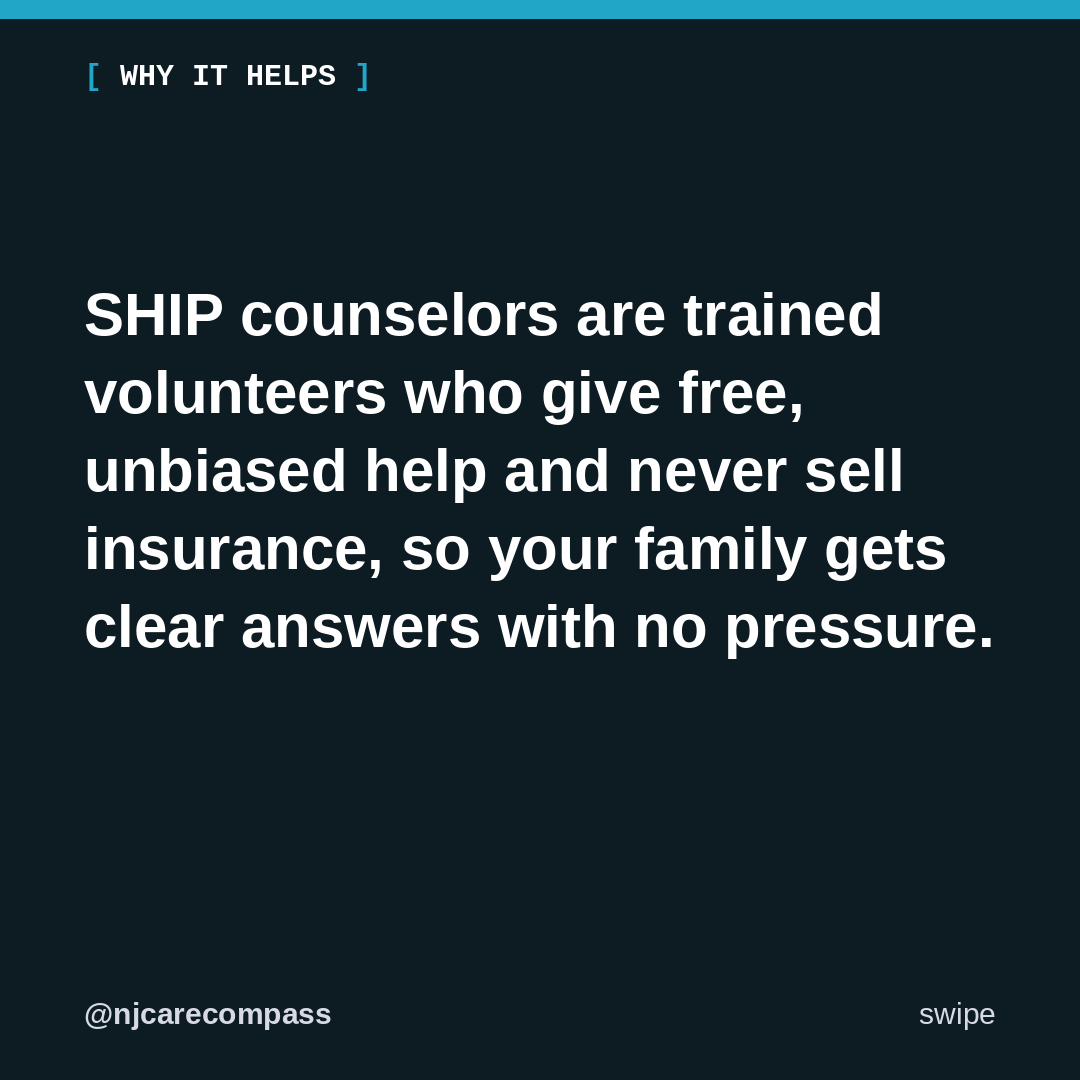 [ WHY IT HELPS ]
SHIP counselors are trained
volunteers who give free,
unbiased help and never sell
insurance, so your family gets
clear answers with no pressure.
@njcarecompass
swipe